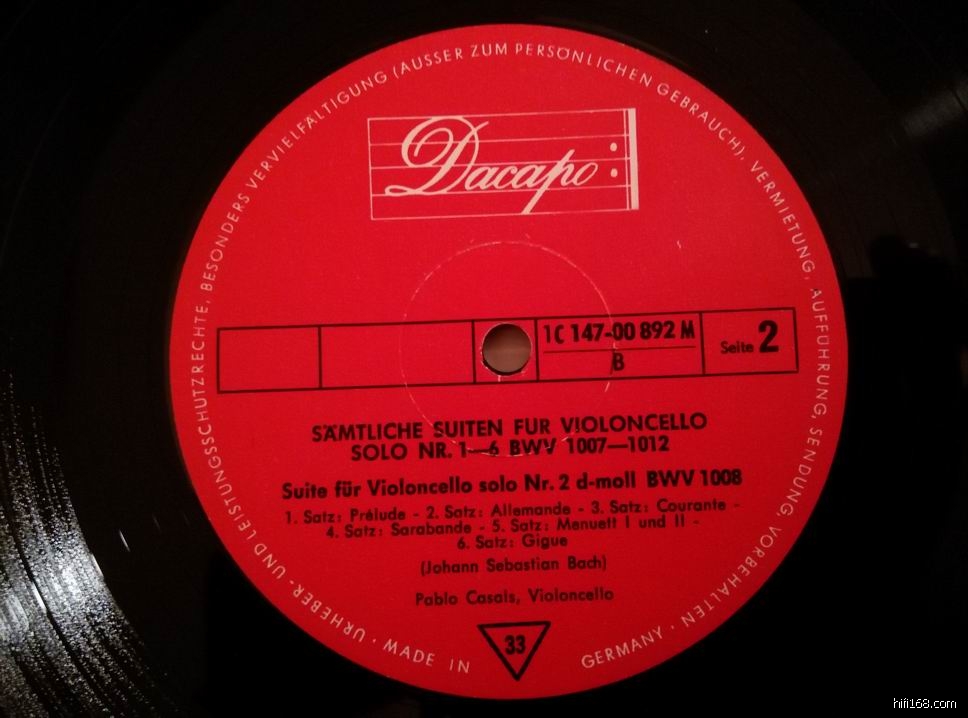 URHEBER- UND LEISTUNGSSCHUTZRECHTE, BESONDERS VERVIELFÄLTIGUNG (AUSSER ZUM PERSÖNLICHEN GEBRAUCH), VERMIETUNG, AUFFÜHRUNG, SENDUNG, VORBEHALTEN · MADE IN GERMANY ·
Dacapo
1C 147-00 892 M
B
Seite 2
SÄMTLICHE SUITEN FÜR VIOLONCELLO
SOLO NR. 1—6 BWV 1007—1012
Suite für Violoncello solo Nr. 2 d-moll BWV 1008
1. Satz: Prélude - 2. Satz: Allemande - 3. Satz: Courante -
4. Satz: Sarabande - 5. Satz: Menuett I und II -
6. Satz: Gigue
(Johann Sebastian Bach)
Pablo Casals, Violoncello
33
hifi168.com